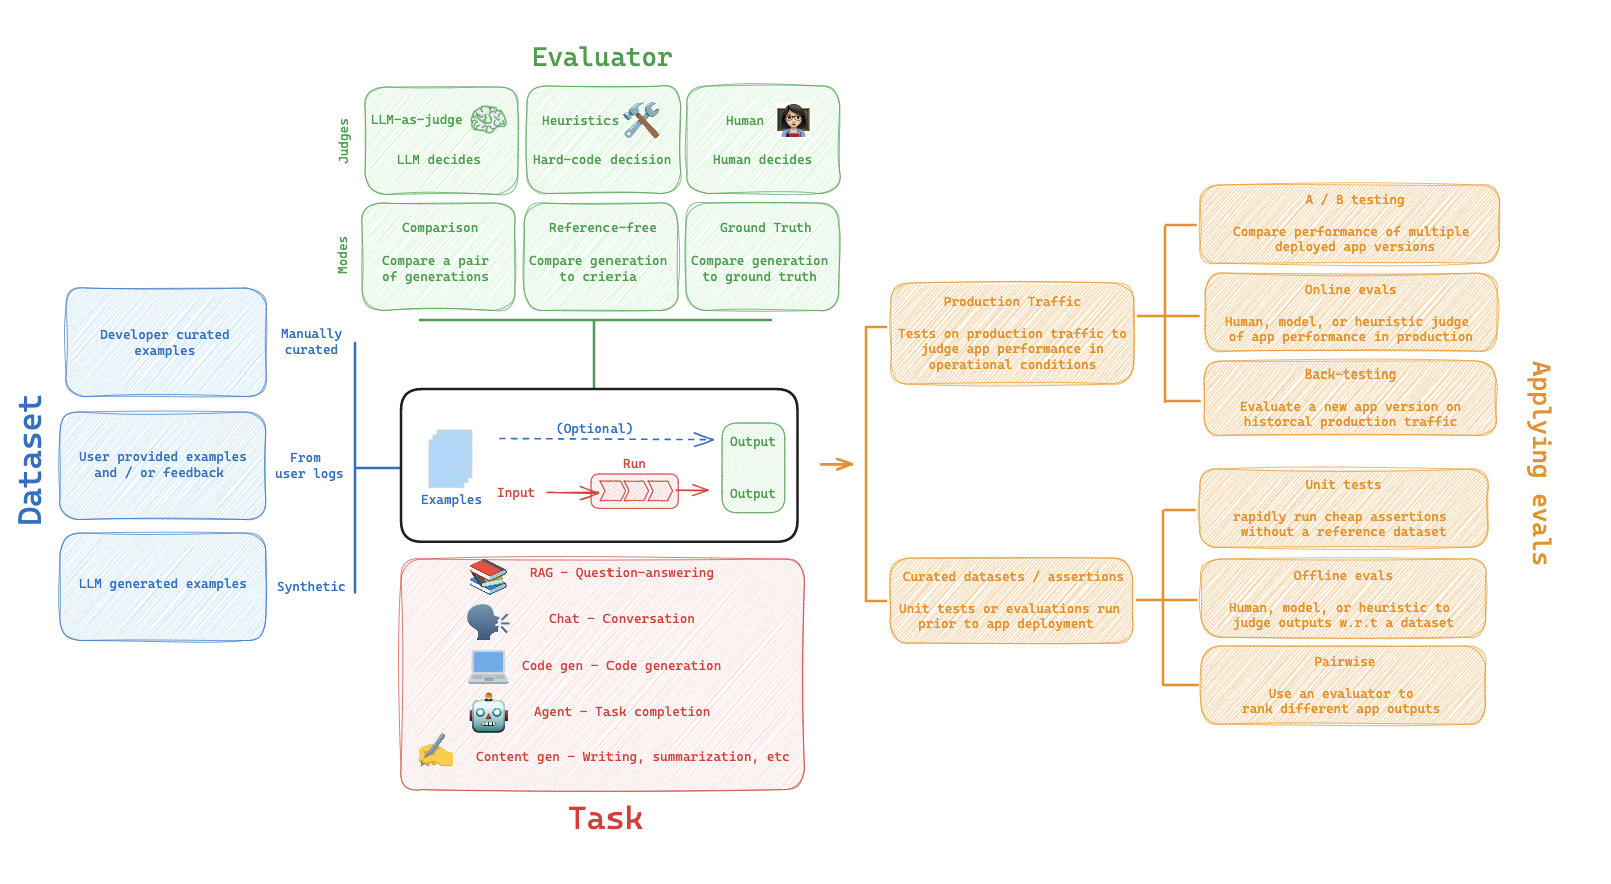 Evaluator
Judges
LLM-as-judge
LLM decides
Heuristics
Hard-code decision
Human
Human decides
Modes
Comparison
Compare a pair
of generations
Reference-free
Compare generation
to crieria
Ground Truth
Compare generation
to ground truth
Dataset
Developer curated
examples
Manually
curated
User provided examples
and / or feedback
From
user logs
LLM generated examples
Synthetic
Examples
(Optional)
Input
Run
Output
Output
RAG - Question-answering
Chat - Conversation
Code gen - Code generation
Agent - Task completion
Content gen - Writing, summarization, etc
Task
Production Traffic
Tests on production traffic to
judge app performance in
operational conditions
A / B testing
Compare performance of multiple
deployed app versions
Online evals
Human, model, or heuristic judge
of app performance in production
Back-testing
Evaluate a new app version on
historcal production traffic
Curated datasets / assertions
Unit tests or evaluations run
prior to app deployment
Unit tests
rapidly run cheap assertions
without a reference dataset
Offline evals
Human, model, or heuristic to
judge outputs w.r.t a dataset
Pairwise
Use an evaluator to
rank different app outputs
Applying evals